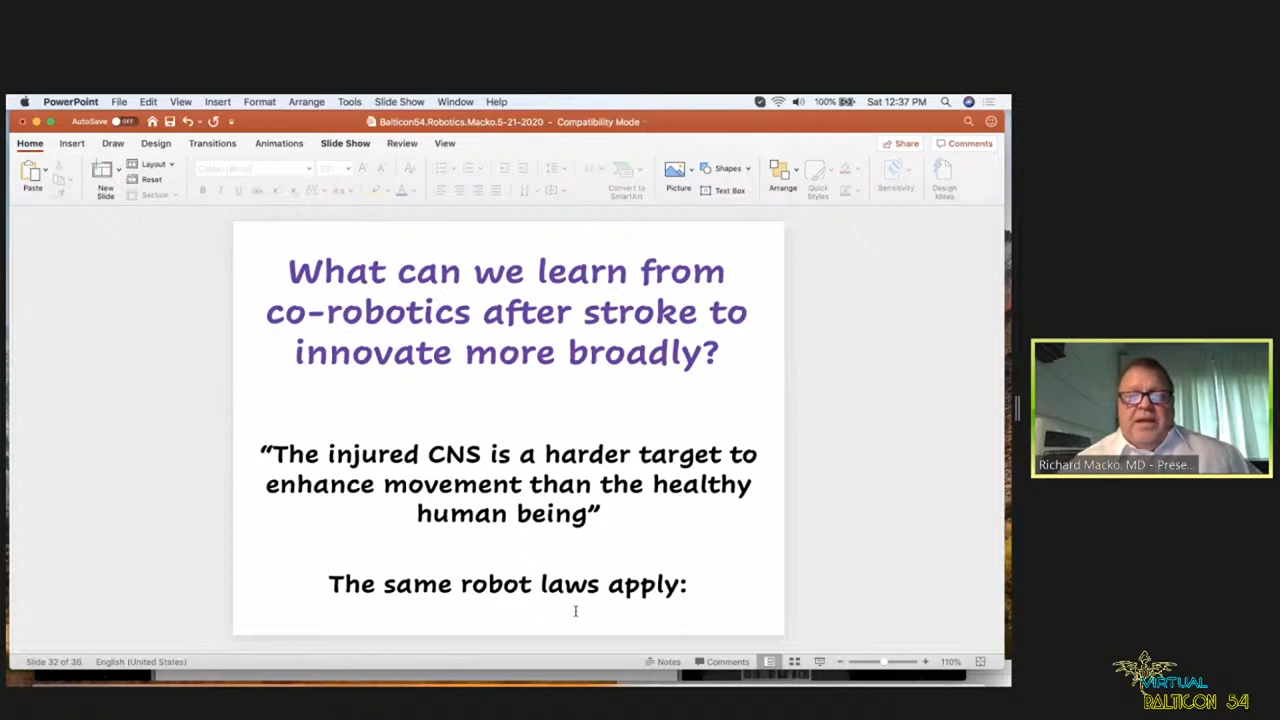 PowerPoint File Edit View Insert Format Arrange Tools Slide Show Window Help 100% Sat 12:37 PM
AutoSave OFF Balticon54.Robotics.Macko.5-21-2020 - Compatibility Mode
Home Insert Draw Design Transitions Animations Slide Show Review View Share Comments
Paste
New Slide
Layout
Reset
Section
Convert to SmartArt
Picture
Shapes
Text Box
Arrange
Quick Styles
Sensitivity
Design Ideas
What can we learn from
co-robotics after stroke to
innovate more broadly?
“The injured CNS is a harder target to
enhance movement than the healthy
human being”
The same robot laws apply:
Richard Macko, MD - Prese...
Slide 32 of 36 English (United States) Notes Comments 110%
VIRTUAL
BALTICON 54